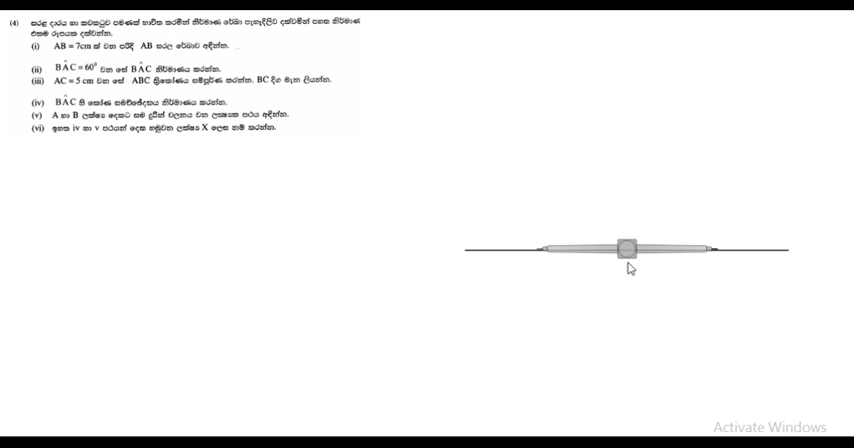 (4) සරල දාරය හා කවකටුව පමණක් භාවිත කරමින් නිර්මාණ රේඛා පැහැදිලිව දක්වමින් පහත නිර්මාණ
එකම රූපයක දක්වන්න.
(i) AB = 7cm ක් වන පරිදි AB සරල රේඛාව අඳින්න.
(ii) BÂC = 60⁰ වන සේ BÂC නිර්මාණය කරන්න.
(iii) AC = 5 cm වන සේ ABC ත්‍රිකෝණය සම්පූර්ණ කරන්න. BC දිග මැන ලියන්න.
(iv) BÂC හි කෝණ සමච්ඡේදකය නිර්මාණය කරන්න.
(v) A හා B ලක්ෂ්‍ය දෙකට සම දුරින් චලනය වන ලක්ෂ්‍යක පථය අඳින්න.
(vi) ඉහත iv හා v පථයන් දෙක හමුවන ලක්ෂ්‍ය X ලෙස නම් කරන්න.
Activate Windows